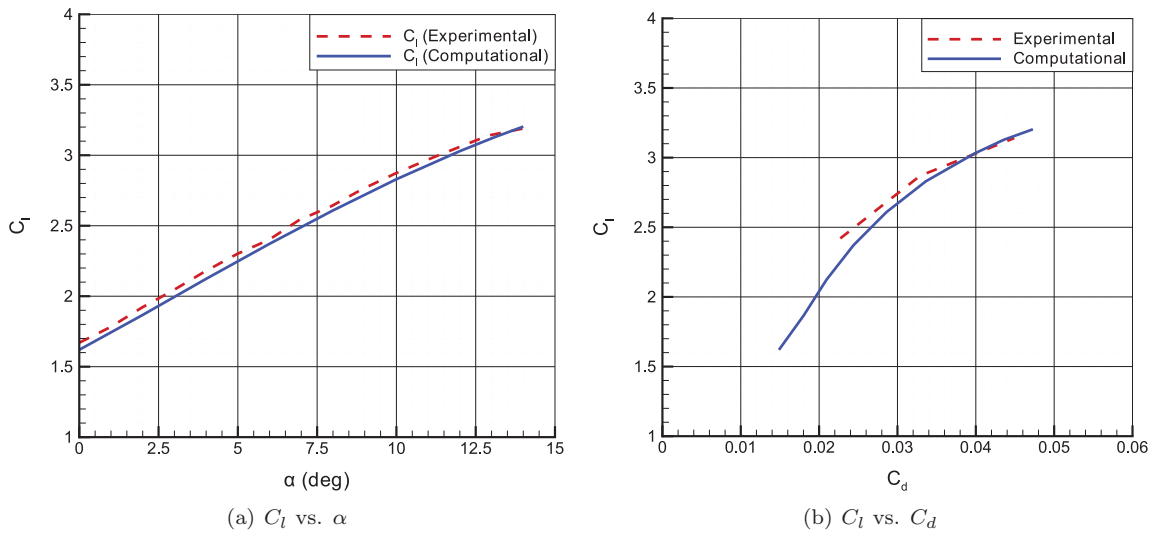 4
3.5
3
2.5
2
1.5
1
C_l
0
2.5
5
7.5
10
12.5
15
α (deg)
C_l (Experimental)
C_l (Computational)
(a) C_l vs. α
4
3.5
3
2.5
2
1.5
1
C_l
0
0.01
0.02
0.03
0.04
0.05
0.06
C_d
Experimental
Computational
(b) C_l vs. C_d